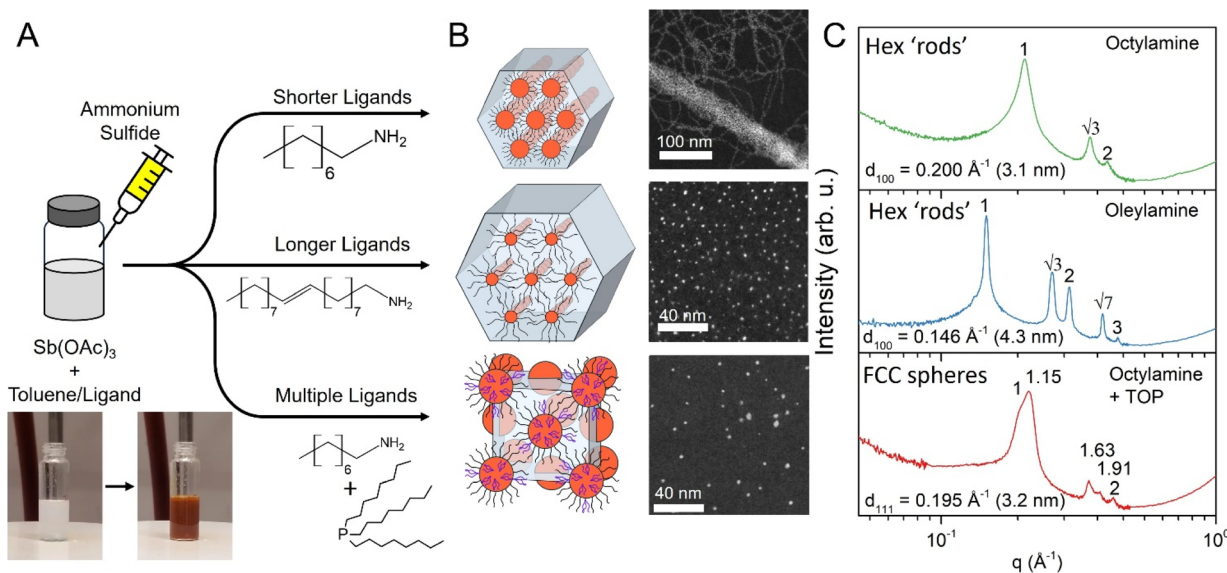 A
Ammonium
Sulfide
Sb(OAc)₃
+
Toluene/Ligand
Shorter Ligands
6
NH₂
Longer Ligands
7
7
NH₂
Multiple Ligands
6
NH₂
+
P
B
100 nm
40 nm
40 nm
C
Intensity (arb. u.)
Hex ‘rods’
Octylamine
1
√3
2
d₁₀₀ = 0.200 Å⁻¹ (3.1 nm)
Hex ‘rods’
Oleylamine
1
√3
2
√7
3
d₁₀₀ = 0.146 Å⁻¹ (4.3 nm)
FCC spheres
Octylamine
+ TOP
1
1.15
1.63
1.91
2
d₁₁₁ = 0.195 Å⁻¹ (3.2 nm)
10⁻¹
10⁰
q (Å⁻¹)